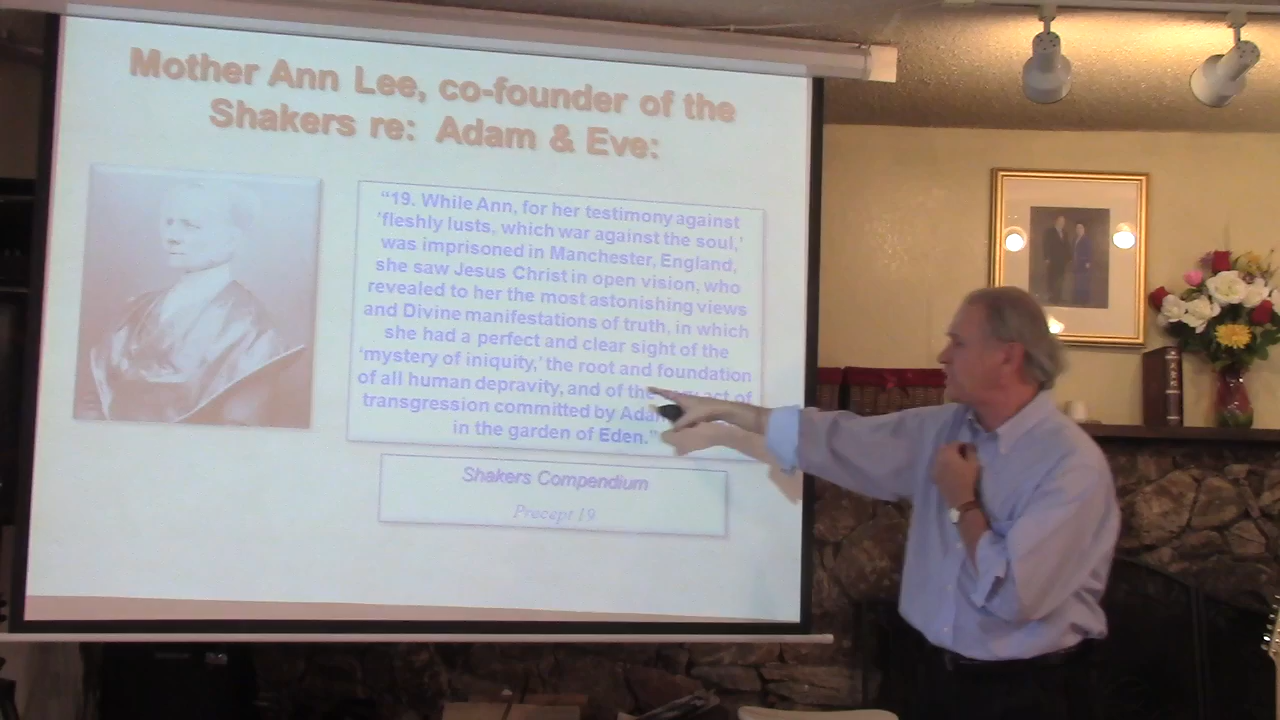 Mother Ann Lee, co-founder of the
Shakers re: Adam & Eve:
“19. While Ann, for her testimony against
‘fleshly lusts, which war against the soul,’
was imprisoned in Manchester, England,
she saw Jesus Christ in open vision, who
revealed to her the most astonishing views
and Divine manifestations of truth, in which
she had a perfect and clear sight of the
‘mystery of iniquity,’ the root and foundation
of all human depravity, and of the act of
transgression committed by
in the garden of Eden.”
Shakers Compendium
Precept 19